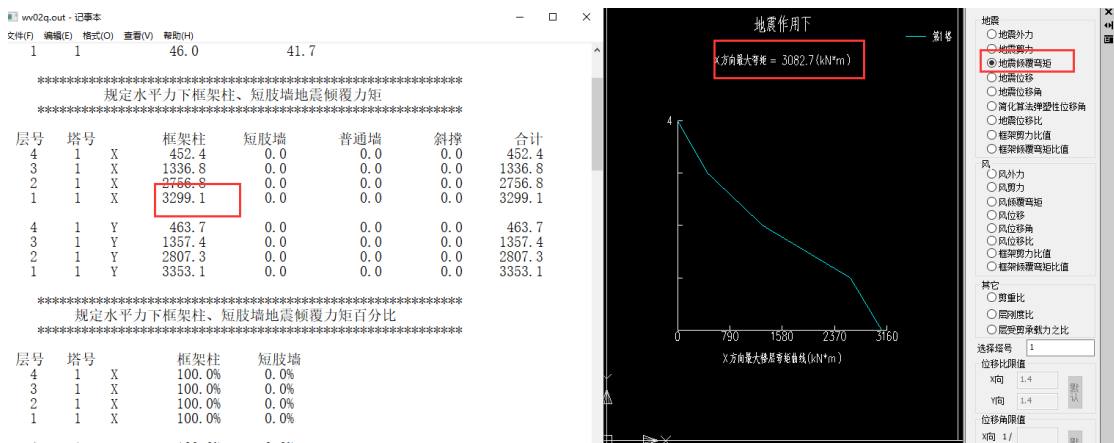 wv02q.out - 记事本
文件(F) 编辑(E) 格式(O) 查看(V) 帮助(H)
1 1 46.0 41.7
**********************************************************
规定水平力下框架柱、短肢墙地震倾覆力矩
**********************************************************
层号 塔号 框架柱 短肢墙 普通墙 斜撑 合计
4 1 X 452.4 0.0 0.0 0.0 452.4
3 1 X 1336.8 0.0 0.0 0.0 1336.8
2 1 X 2756.8 0.0 0.0 0.0 2756.8
1 1 X 3299.1 0.0 0.0 0.0 3299.1
4 1 Y 463.7 0.0 0.0 0.0 463.7
3 1 Y 1357.4 0.0 0.0 0.0 1357.4
2 1 Y 2807.3 0.0 0.0 0.0 2807.3
1 1 Y 3353.1 0.0 0.0 0.0 3353.1
**********************************************************
规定水平力下框架柱、短肢墙地震倾覆力矩百分比
**********************************************************
层号 塔号 框架柱 短肢墙
4 1 X 100.0% 0.0%
3 1 X 100.0% 0.0%
2 1 X 100.0% 0.0%
1 1 X 100.0% 0.0%
地震作用下
第1塔
X方向最大弯矩 = 3082.7(kN*m)
4
0 790 1580 2370 3160
X方向最大楼层弯矩曲线(kN*m)
地震
地震外力
地震剪力
地震倾覆弯矩
地震位移
地震位移角
简化算法弹塑性位移角
地震位移比
框架剪力比值
框架倾覆弯矩比值
风
风外力
风剪力
风倾覆弯矩
风位移
风位移角
风位移比
框架剪力比值
框架倾覆弯矩比值
其它
剪重比
层刚度比
层受剪承载力之比
选择塔号 1
位移比限值
X向 1.4
Y向 1.4
默认
位移角限值
X向 1/